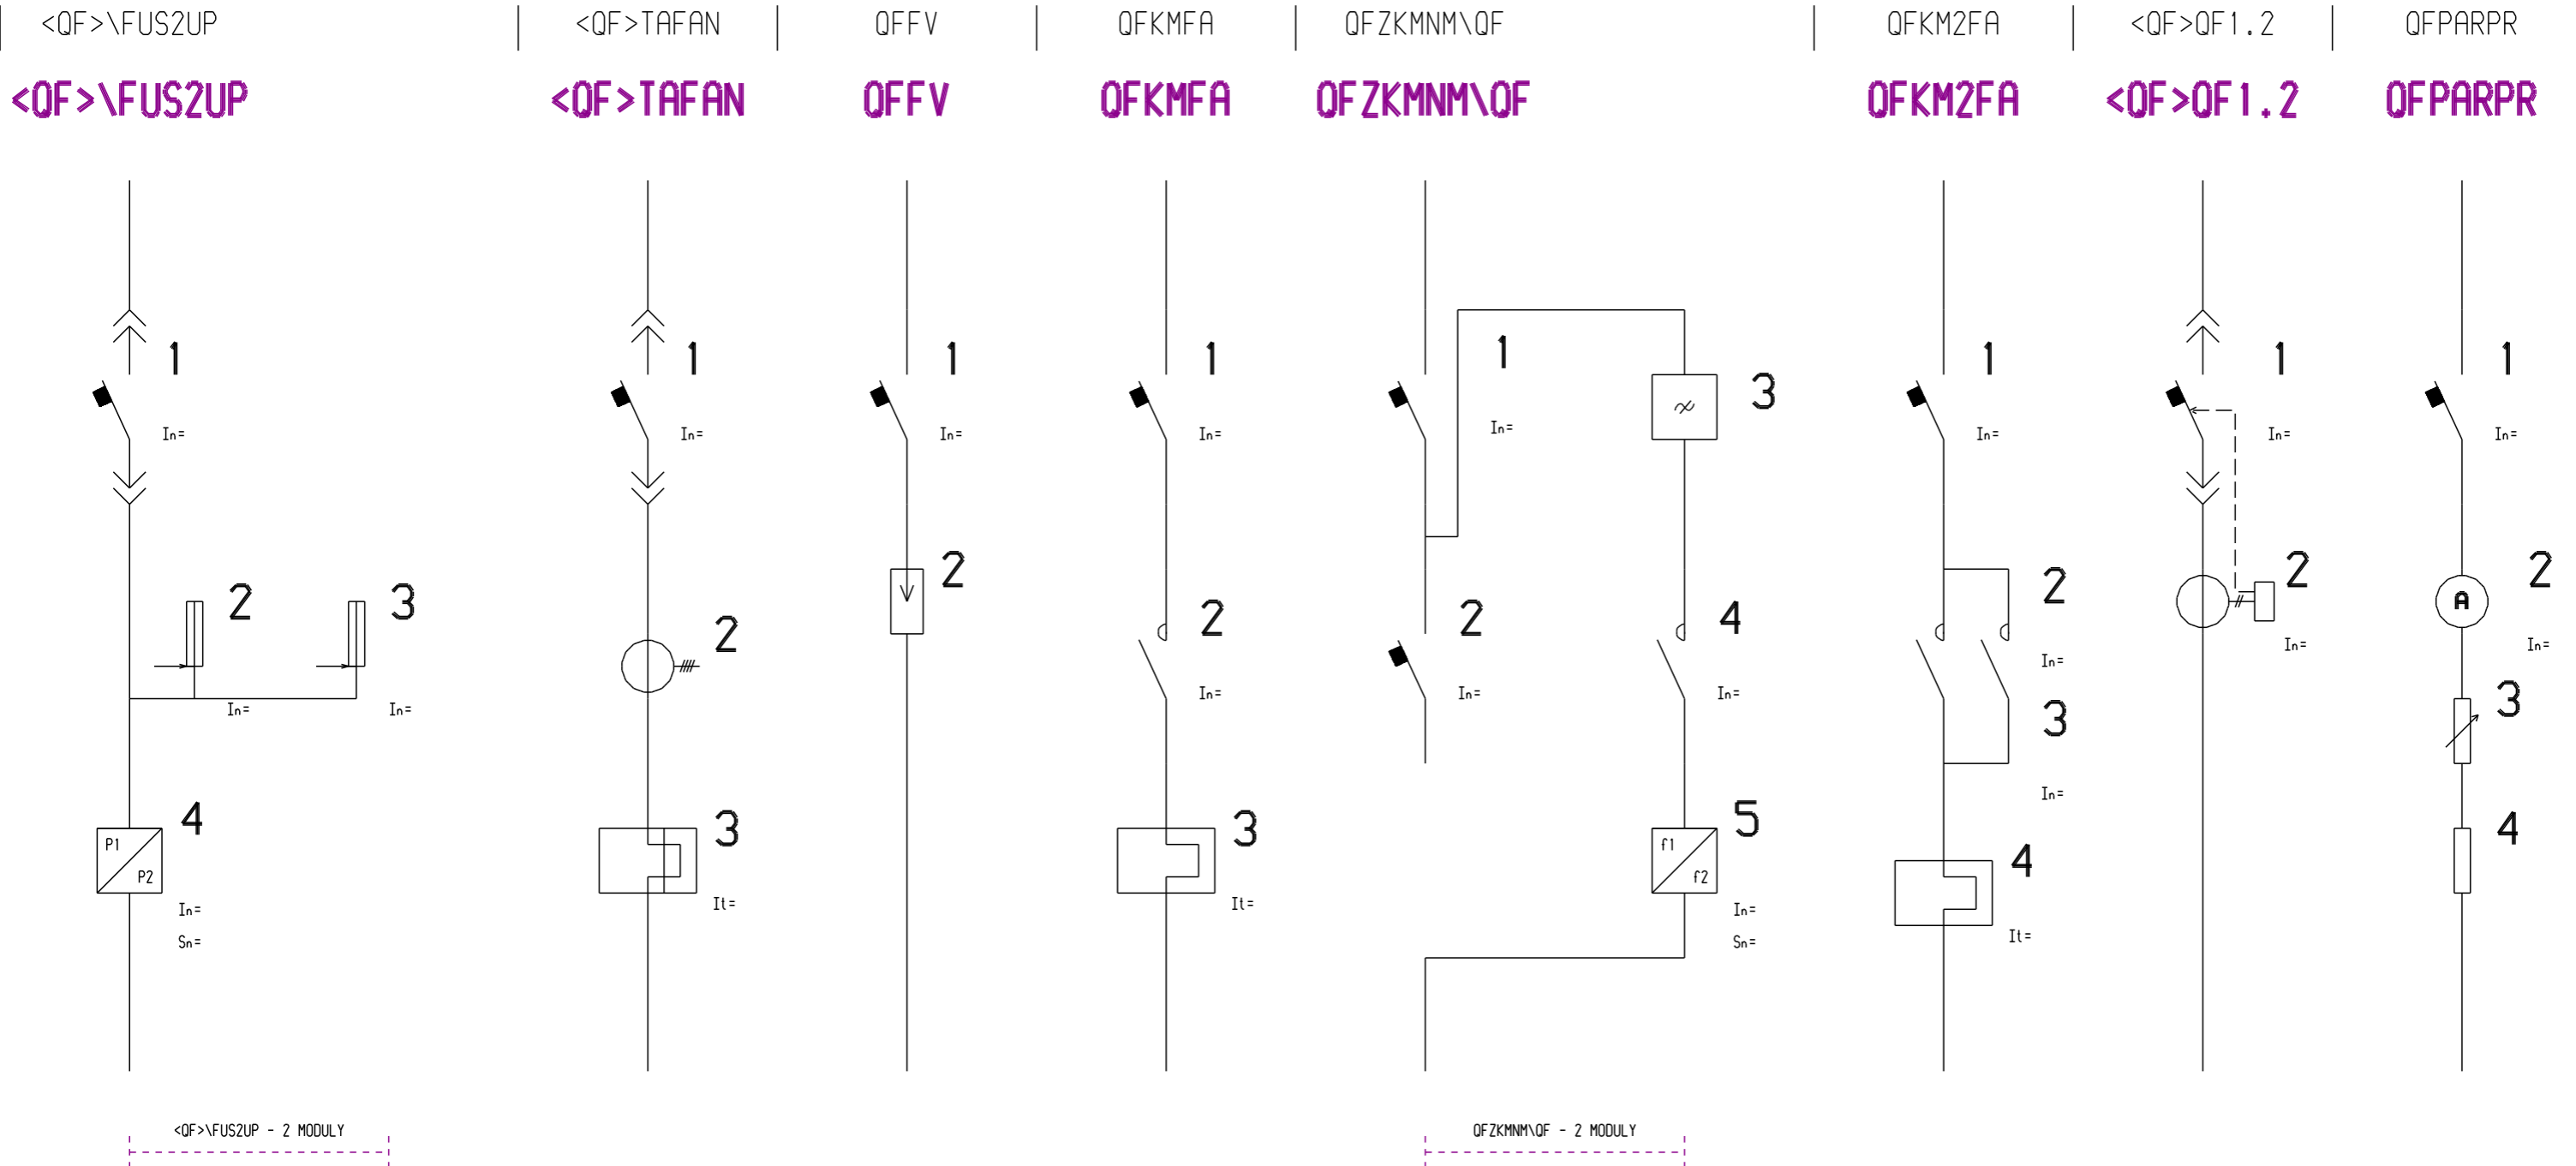 <QF>\FUS2UP
<QF>TAFAN
QFFV
QFKMFA
QFZKMNM\QF
QFKM2FA
<QF>QF1.2
QFPARPR
<QF>\FUS2UP
<QF>TAFAN
QFFV
QFKMFA
QFZKMNM\QF
QFKM2FA
<QF>QF1.2
QFPARPR
1
In=
2
In=
3
In=
4
P1
P2
In=
Sn=
1
In=
2
3
It=
1
In=
2
1
In=
2
In=
3
It=
1
In=
2
In=
3
4
In=
5
f1
f2
In=
Sn=
1
In=
2
In=
3
In=
4
It=
1
In=
2
In=
1
In=
2
A
In=
3
4
<QF>\FUS2UP - 2 MODULY
QFZKMNM\QF - 2 MODULY